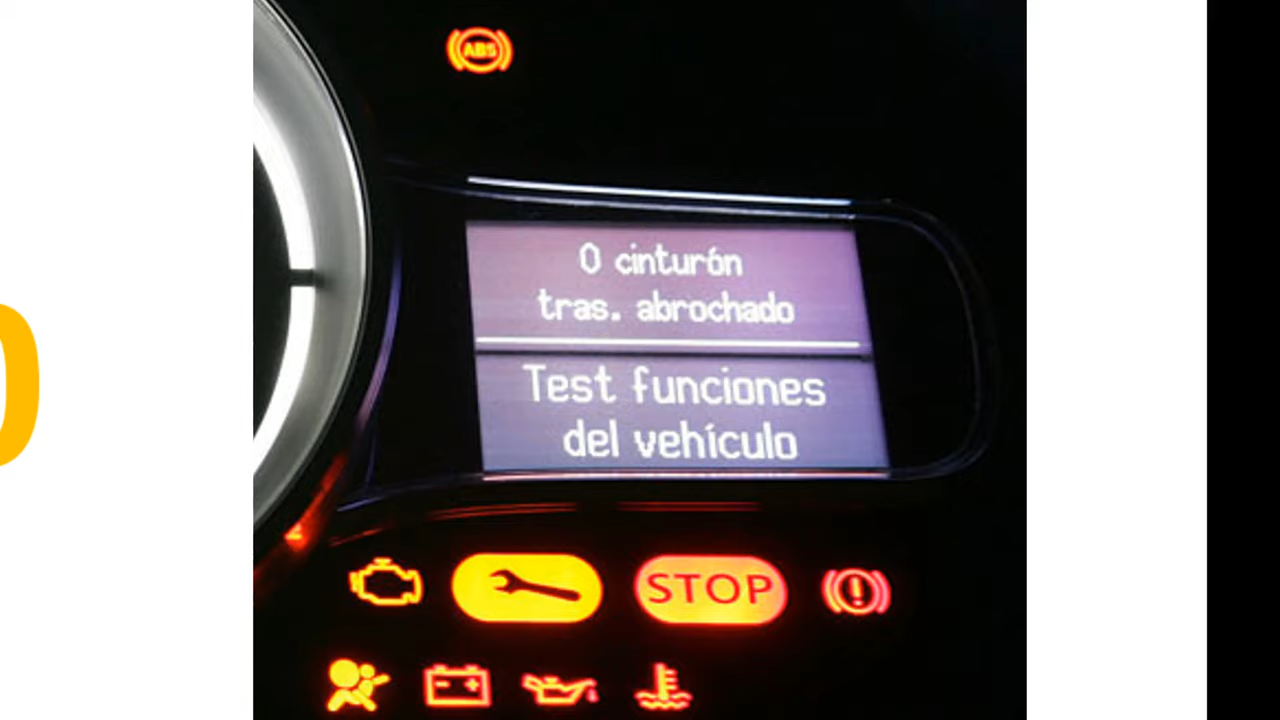 ABS
0 cinturón
tras. abrochado
Test funciones
del vehículo
STOP